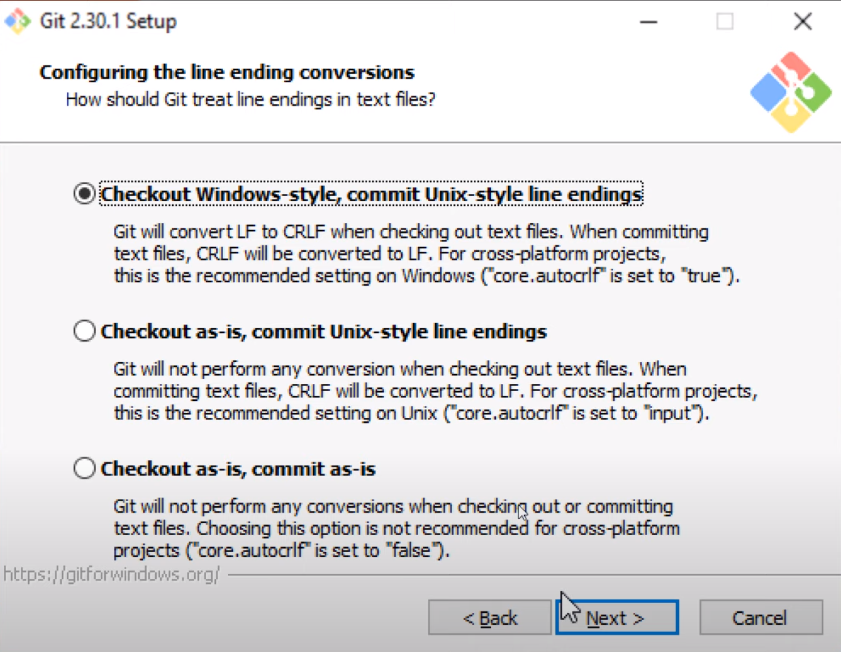 Git 2.30.1 Setup
Configuring the line ending conversions
How should Git treat line endings in text files?
Checkout Windows-style, commit Unix-style line endings
Git will convert LF to CRLF when checking out text files. When committing
text files, CRLF will be converted to LF. For cross-platform projects,
this is the recommended setting on Windows ("core.autocrlf" is set to "true").
Checkout as-is, commit Unix-style line endings
Git will not perform any conversion when checking out text files. When
committing text files, CRLF will be converted to LF. For cross-platform projects,
this is the recommended setting on Unix ("core.autocrlf" is set to "input").
Checkout as-is, commit as-is
Git will not perform any conversions when checking out or committing
text files. Choosing this option is not recommended for cross-platform
projects ("core.autocrlf" is set to "false").
https://gitforwindows.org/
< Back
Next >
Cancel